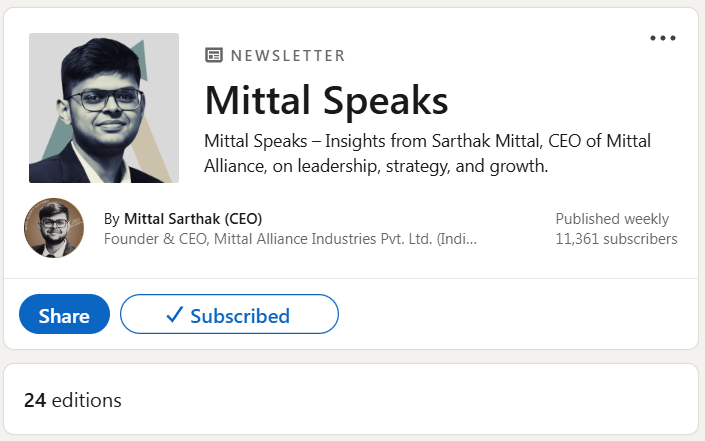 NEWSLETTER
Mittal Speaks
Mittal Speaks – Insights from Sarthak Mittal, CEO of Mittal
Alliance, on leadership, strategy, and growth.
By Mittal Sarthak (CEO)
Founder & CEO, Mittal Alliance Industries Pvt. Ltd. (Indi...
Published weekly
11,361 subscribers
Share
Subscribed
24 editions